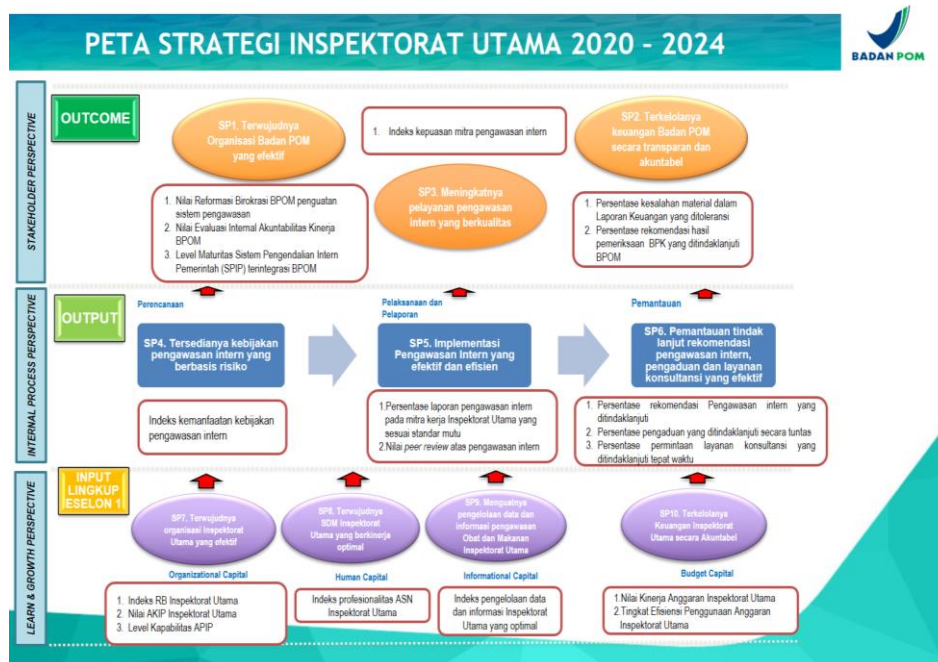 PETA STRATEGI INSPEKTORAT UTAMA 2020 - 2024
BADAN POM
STAKEHOLDER PERSPECTIVE
OUTCOME
SP1. Terwujudnya
Organisasi Badan POM
yang efektif
1. Indeks kepuasan mitra pengawasan intern
SP2. Terkelolanya
keuangan Badan POM
secara transparan dan
akuntabel
SP3. Meningkatnya
pelayanan pengawasan
intern yang berkualitas
1. Nilai Reformasi Birokrasi BPOM penguatan
sistem pengawasan
2. Nilai Evaluasi Internal Akuntabilitas Kinerja
BPOM
3. Level Maturitas Sistem Pengendalian Intern
Pemerintah (SPIP) terintegrasi BPOM
1. Persentase kesalahan material dalam
Laporan Keuangan yang ditoleransi
2. Persentase rekomendasi hasil
pemeriksaan BPK yang ditindaklanjuti
BPOM
INTERNAL PROCESS PERSPECTIVE
OUTPUT
Perencanaan
Pelaksanaan dan
Pelaporan
Pemantauan
SP4. Tersedianya kebijakan
pengawasan intern yang
berbasis risiko
SP5. Implementasi
Pengawasan Intern yang
efektif dan efisien
SP6. Pemantauan tindak
lanjut rekomendasi
pengawasan intern,
pengaduan dan layanan
konsultansi yang efektif
Indeks kemanfaatan kebijakan
pengawasan intern
1.Persentase laporan pengawasan intern
pada mitra kerja Inspektorat Utama yang
sesuai standar mutu
2.Nilai peer review atas pengawasan intern
1. Persentase rekomendasi Pengawasan intern yang
ditindaklanjuti
2. Persentase pengaduan yang ditindaklanjuti secara tuntas
3. Persentase permintaan layanan konsultansi yang
ditindaklanjuti tepat waktu
LEARN & GROWTH PERSPECTIVE
INPUT
LINGKUP
ESELON 1
SP7. Terwujudnya
organisasi Inspektorat
Utama yang efektif
SP8. Terwujudnya
SDM Inspektorat
Utama yang berkinerja
optimal
SP9. Menguatnya
pengelolaan data dan
informasi pengawasan
Obat dan Makanan
Inspektorat Utama
SP10. Terkelolanya
Keuangan Inspektorat
Utama secara Akuntabel
Organizational Capital
Human Capital
Informational Capital
Budget Capital
1. Indeks RB Inspektorat Utama
2. Nilai AKIP Inspektorat Utama
3. Level Kapabilitas APIP
Indeks profesionalitas ASN
Inspektorat Utama
Indeks pengelolaan data
dan informasi Inspektorat
Utama yang optimal
1.Nilai Kinerja Anggaran Inspektorat Utama
2.Tingkat Efisiensi Penggunaan Anggaran
Inspektorat Utama